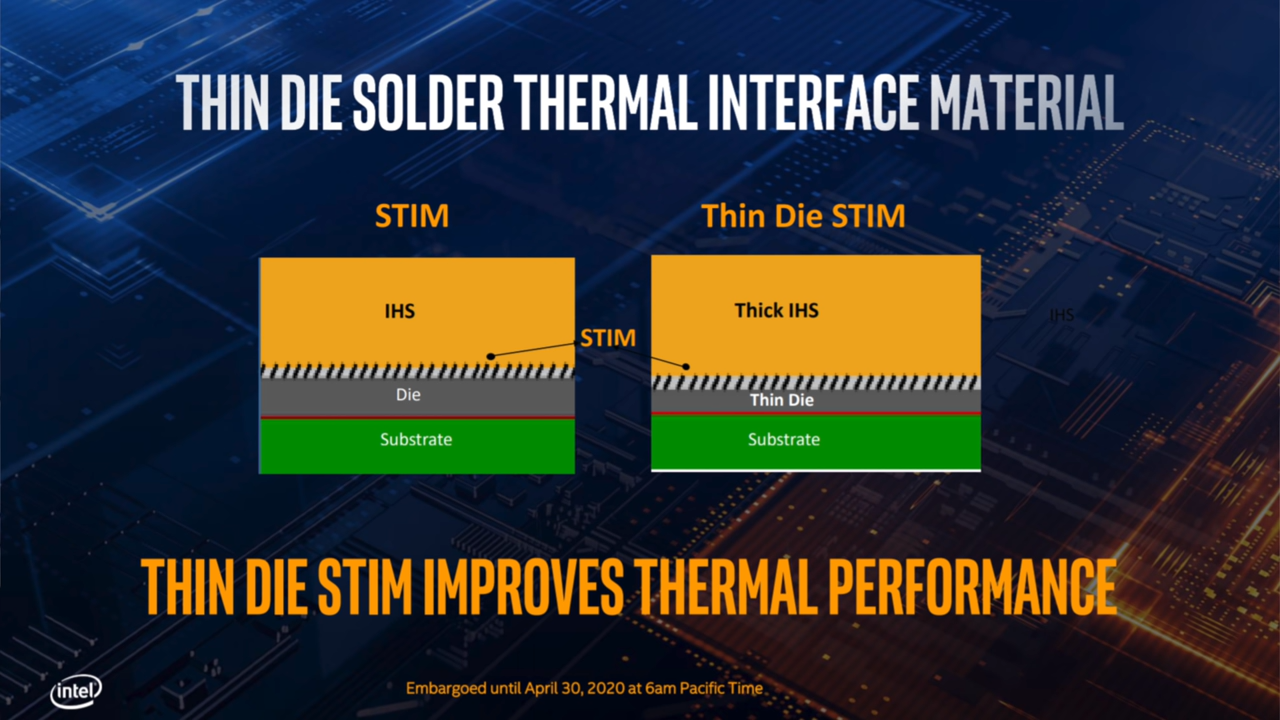 THIN DIE SOLDER THERMAL INTERFACE MATERIAL
STIM
Thin Die STIM
IHS
Thick IHS
IHS
STIM
Die
Thin Die
Substrate
Substrate
THIN DIE STIM IMPROVES THERMAL PERFORMANCE
intel
Embargoed until April 30, 2020 at 6am Pacific Time